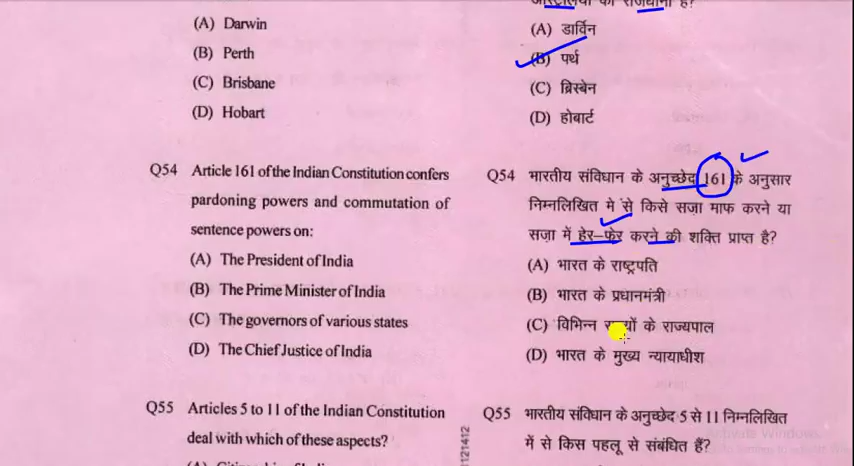 (A) Darwin
(B) Perth
(C) Brisbane
(D) Hobart
Q54 Article 161 of the Indian Constitution confers
pardoning powers and commutation of
sentence powers on:
(A) The President of India
(B) The Prime Minister of India
(C) The governors of various states
(D) The Chief Justice of India
Q55 Articles 5 to 11 of the Indian Constitution
deal with which of these aspects?
121412
(A) डार्विन
(B) पर्थ
(C) ब्रिस्बेन
(D) होबार्ट
Q54 भारतीय संविधान के अनुच्छेद 161 के अनुसार
निम्नलिखित मे से किसे सज़ा माफ करने या
सज़ा में हेर–फेर करने की शक्ति प्राप्त है?
(A) भारत के राष्ट्रपति
(B) भारत के प्रधानमंत्री
(C) विभिन्न के राज्यपाल
(D) भारत के मुख्य न्यायाधीश
Q55 भारतीय संविधान के अनुच्छेद 5 से 11 निम्नलिखित
में से किस पहलू से संबंधित हैं?